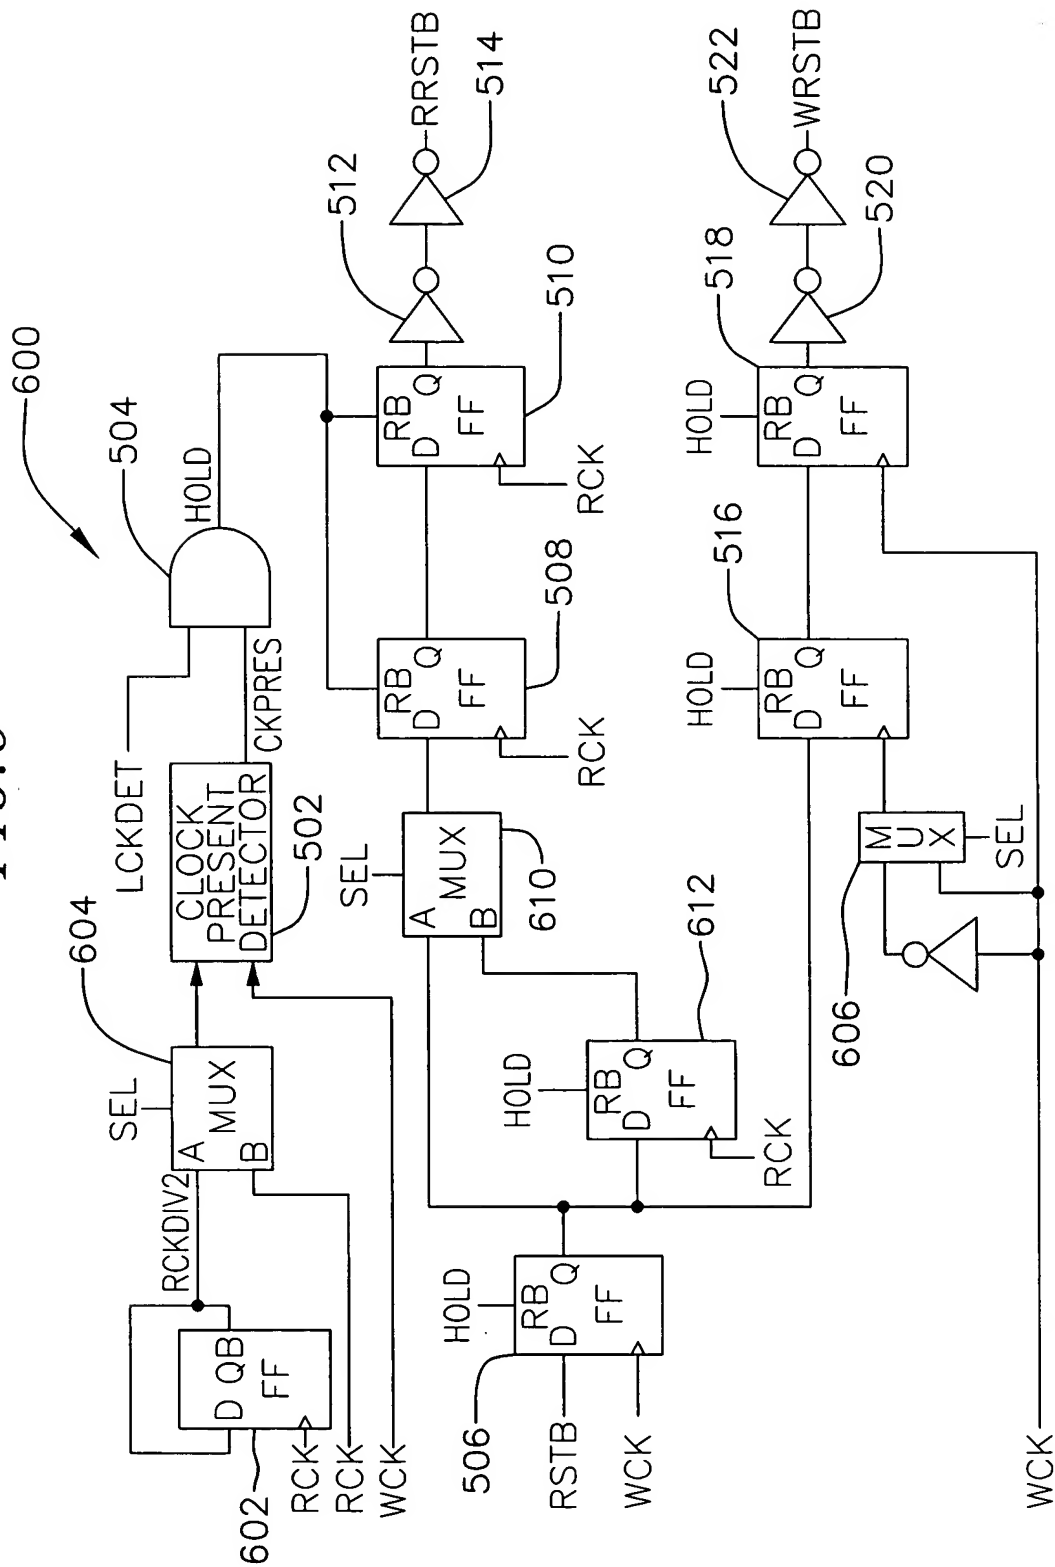 600
604
SEL
LCKDET
504
HOLD
RCKDIV2
A
MUX
B
CLOCK
PRESENT
DETECTOR
CKPRES
502
D QB
FF
602
RCK
RCK
WCK
512
RRSTB
514
SEL
A
MUX
B
610
RB
D Q
FF
508
RCK
RB
D Q
FF
510
RCK
HOLD
RB
D Q
FF
506
RSTB
WCK
HOLD
RB
D Q
FF
612
RCK
HOLD
516
RB
D Q
FF
HOLD
518
RB
D Q
FF
522
WRSTB
520
606
MUX
SEL
WCK